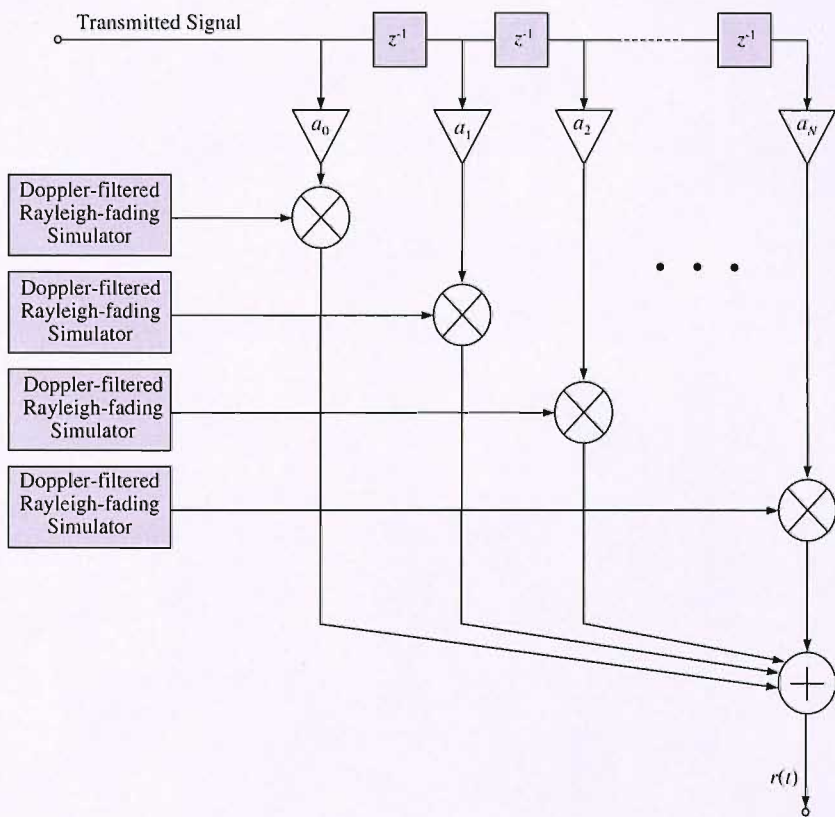 Transmitted Signal
z⁻¹ z⁻¹ z⁻¹
a₀ a₁ a₂ a_N
Doppler-filtered
Rayleigh-fading
Simulator
Doppler-filtered
Rayleigh-fading
Simulator
Doppler-filtered
Rayleigh-fading
Simulator
Doppler-filtered
Rayleigh-fading
Simulator
r(t)